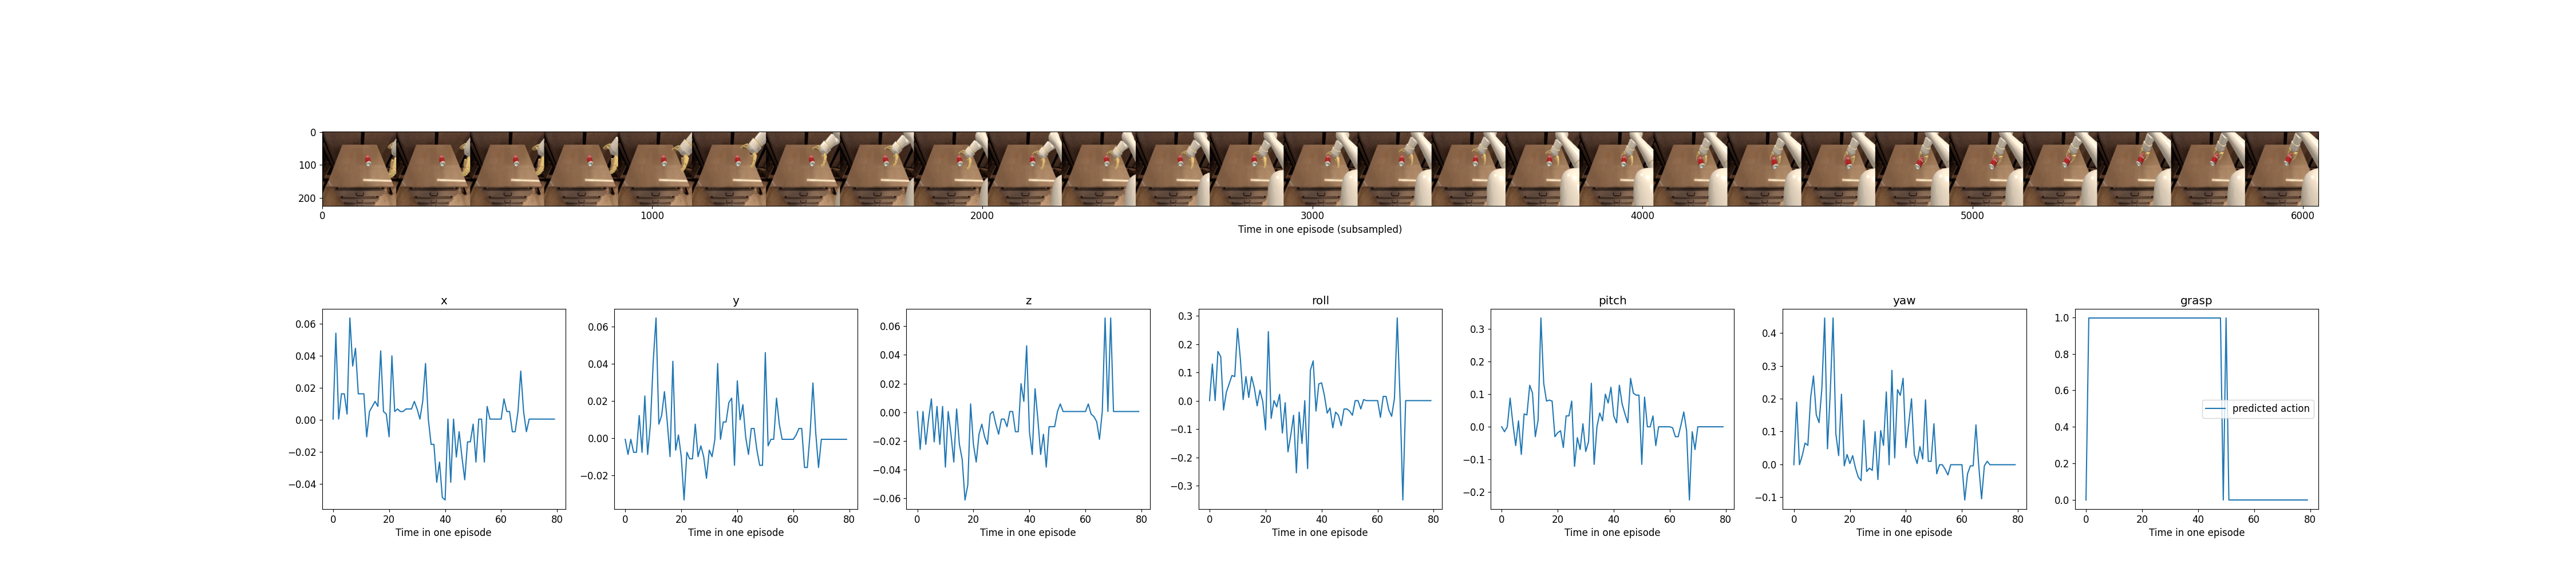 0
100
200
0 1000 2000 3000 4000 5000 6000
Time in one episode (subsampled)
x y z roll pitch yaw grasp
0.06
0.04
0.02
0.00
−0.02
−0.04
0 20 40 60 80
Time in one episode
0.06
0.04
0.02
0.00
−0.02
0 20 40 60 80
Time in one episode
0.06
0.04
0.02
0.00
−0.02
−0.04
−0.06
0 20 40 60 80
Time in one episode
0.3
0.2
0.1
0.0
−0.1
−0.2
−0.3
0 20 40 60 80
Time in one episode
0.3
0.2
0.1
0.0
−0.1
−0.2
0 20 40 60 80
Time in one episode
0.4
0.3
0.2
0.1
0.0
−0.1
0 20 40 60 80
Time in one episode
1.0
0.8
0.6
0.4
0.2
0.0
predicted action
0 20 40 60 80
Time in one episode